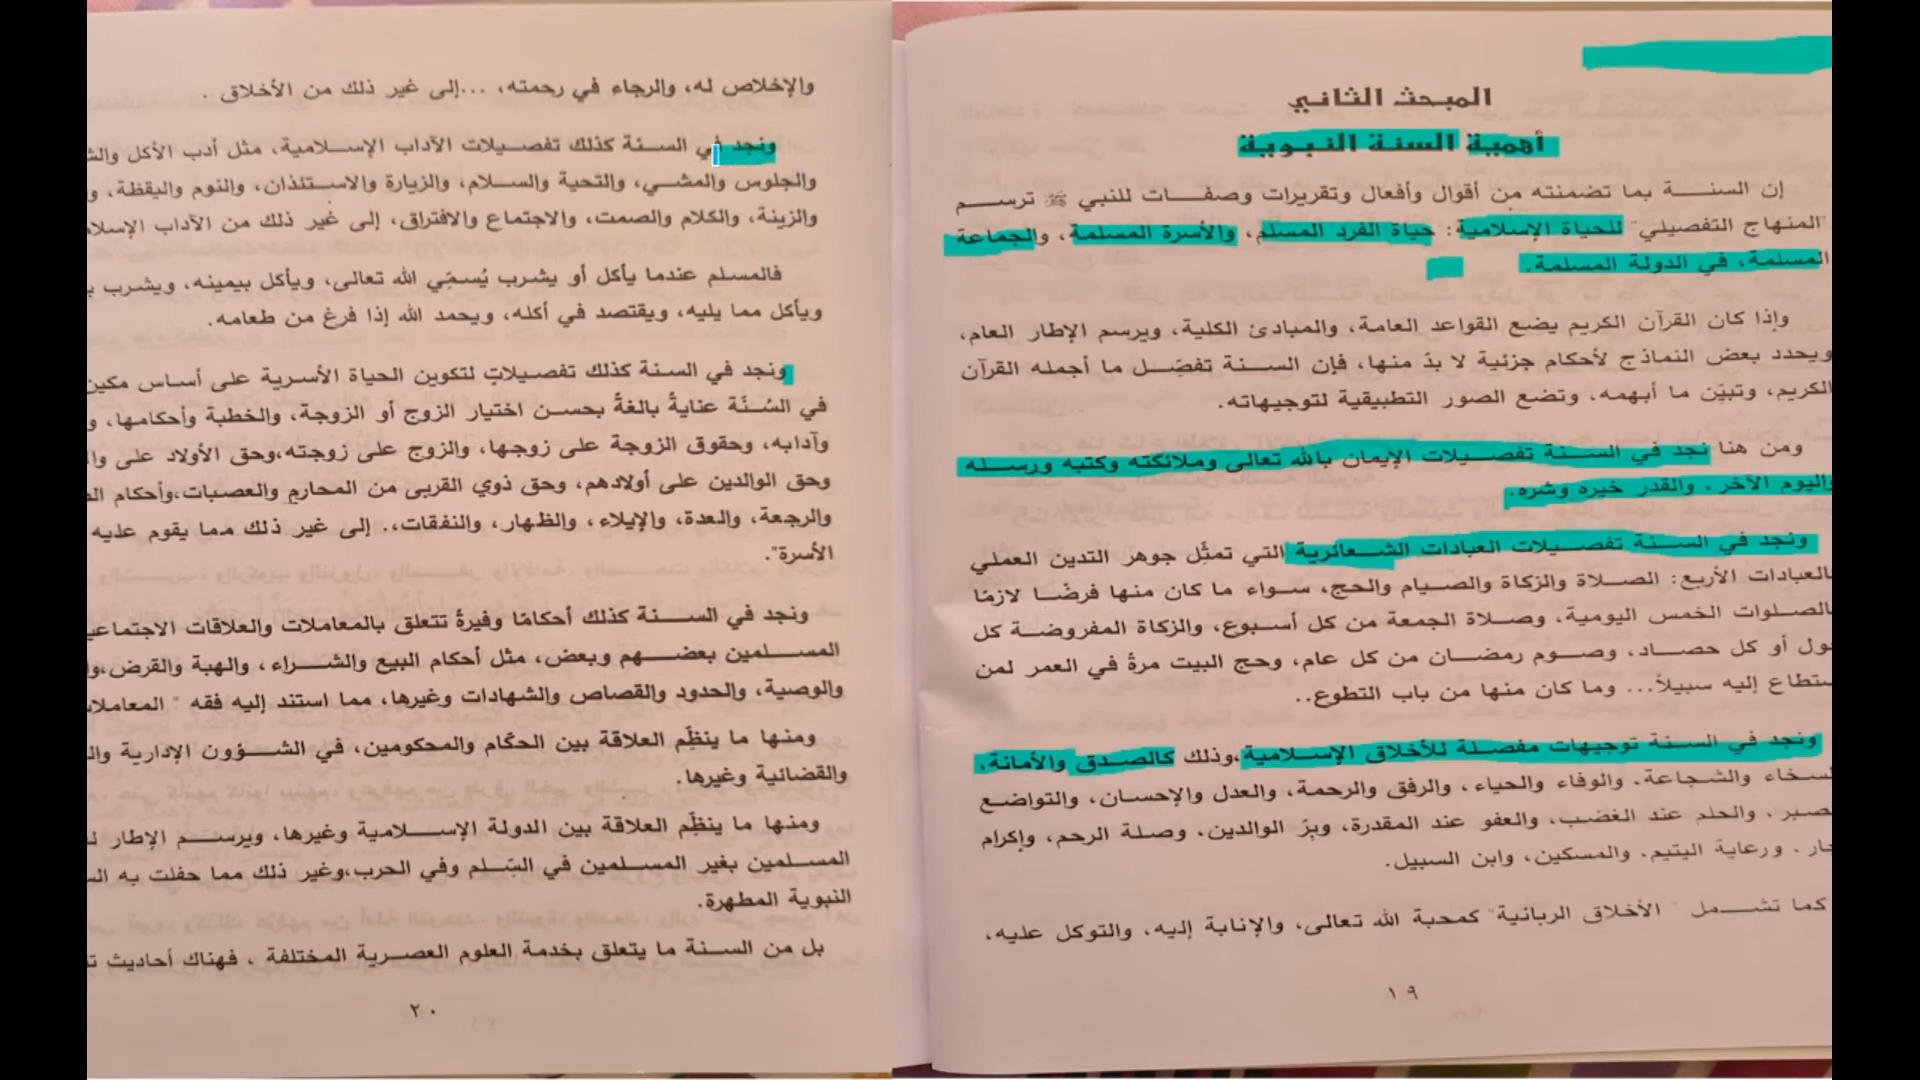 المبحث الثاني
أهمية السنة النبوية
إن السنة بما تضمنته من أقوال وأفعال وتقريرات وصفات للنبي ﷺ ترسم
"المنهاج التفصيلي" للحياة الإسلامية: حياة الفرد المسلم، والأسرة المسلمة، والجماعة
المسلمة، في الدولة المسلمة.
وإذا كان القرآن الكريم يضع القواعد العامة، والمبادئ الكلية، ويرسم الإطار العام،
ويحدد بعض النماذج لأحكام جزئية لا بدّ منها، فإن السنة تفصِّل ما أجمله القرآن
الكريم، وتبيّن ما أبهمه، وتضع الصور التطبيقية لتوجيهاته.
ومن هنا نجد في السنة تفصيلات الإيمان بالله تعالى وملائكته وكتبه ورسله
واليوم الآخر. والقدر خيره وشره.
ونجد في السنة تفصيلات العبادات الشعائرية التي تمثِّل جوهر التدين العملي
الأربع: الصلاة والزكاة والصيام والحج، سواء ما كان منها فرضًا لازمًا
الخمس اليومية، وصلاة الجمعة من كل أسبوع، والزكاة المفروضة كل
أو كل حصاد، وصوم رمضان من كل عام، وحج البيت مرةً في العمر لمن
إليه سبيلاً... وما كان منها من باب التطوع..
ونجد في السنة توجيهات مفصلة للأخلاق الإسلامية،وذلك كالصدق والأمانة،
والشجاعة. والوفاء والحياء، والرفق والرحمة، والعدل والإحسان، والتواضع
والحلم عند الغضب، والعفو عند المقدرة، وبرّ الوالدين، وصلة الرحم، وإكرام
ورعاية اليتيم. والمسكين، وابن السبيل.
كما تشمل "الأخلاق الربانية" كمحبة الله تعالى، والإنابة إليه، والتوكل عليه،
١٩
والإخلاص له، والرجاء في رحمته، ...إلى غير ذلك من الأخلاق .
ونجد في السنة كذلك تفصيلات الآداب الإسلامية، مثل أدب الأكل
والجلوس والمشي، والتحية والسلام، والزيارة والاستئذان، والنوم واليقظة،
والزينة، والكلام والصمت، والاجتماع والافتراق، إلى غير ذلك من الآداب
فالمسلم عندما يأكل أو يشرب يُسمّي الله تعالى، ويأكل بيمينه، ويشرب
ويأكل مما يليه، ويقتصد في أكله، ويحمد الله إذا فرغ من طعامه.
ونجد في السنة كذلك تفصيلاتٍ لتكوين الحياة الأسرية على أساس مكين
في السُنّة عنايةً بالغةً بحسن اختيار الزوج أو الزوجة، والخطبة وأحكامها،
وآدابه، وحقوق الزوجة على زوجها، والزوج على زوجته،وحق الأولاد على
وحق الوالدين على أولادهم، وحق ذوي القربى من المحارم والعصبات،وأحكام
والرجعة، والعدة، والإيلاء، والظهار، والنفقات،. إلى غير ذلك مما يقوم عليه
الأسرة".
ونجد في السنة كذلك أحكامًا وفيرةً تتعلق بالمعاملات والعلاقات
المسلمين بعضهم وبعض، مثل أحكام البيع والشراء، والهبة والقرض،
والوصية، والحدود والقصاص والشهادات وغيرها، مما استند إليه فقه "
ومنها ما ينظّم العلاقة بين الحكّام والمحكومين، في الشؤون الإدارية
والقضائية وغيرها.
ومنها ما ينظّم العلاقة بين الدولة الإسلامية وغيرها، ويرسم الإطار
المسلمين بغير المسلمين في السّلم وفي الحرب،وغير ذلك مما حفلت به
النبوية المطهرة.
بل من السنة ما يتعلق بخدمة العلوم العصرية المختلفة ، فهناك أحاديث
٢٠